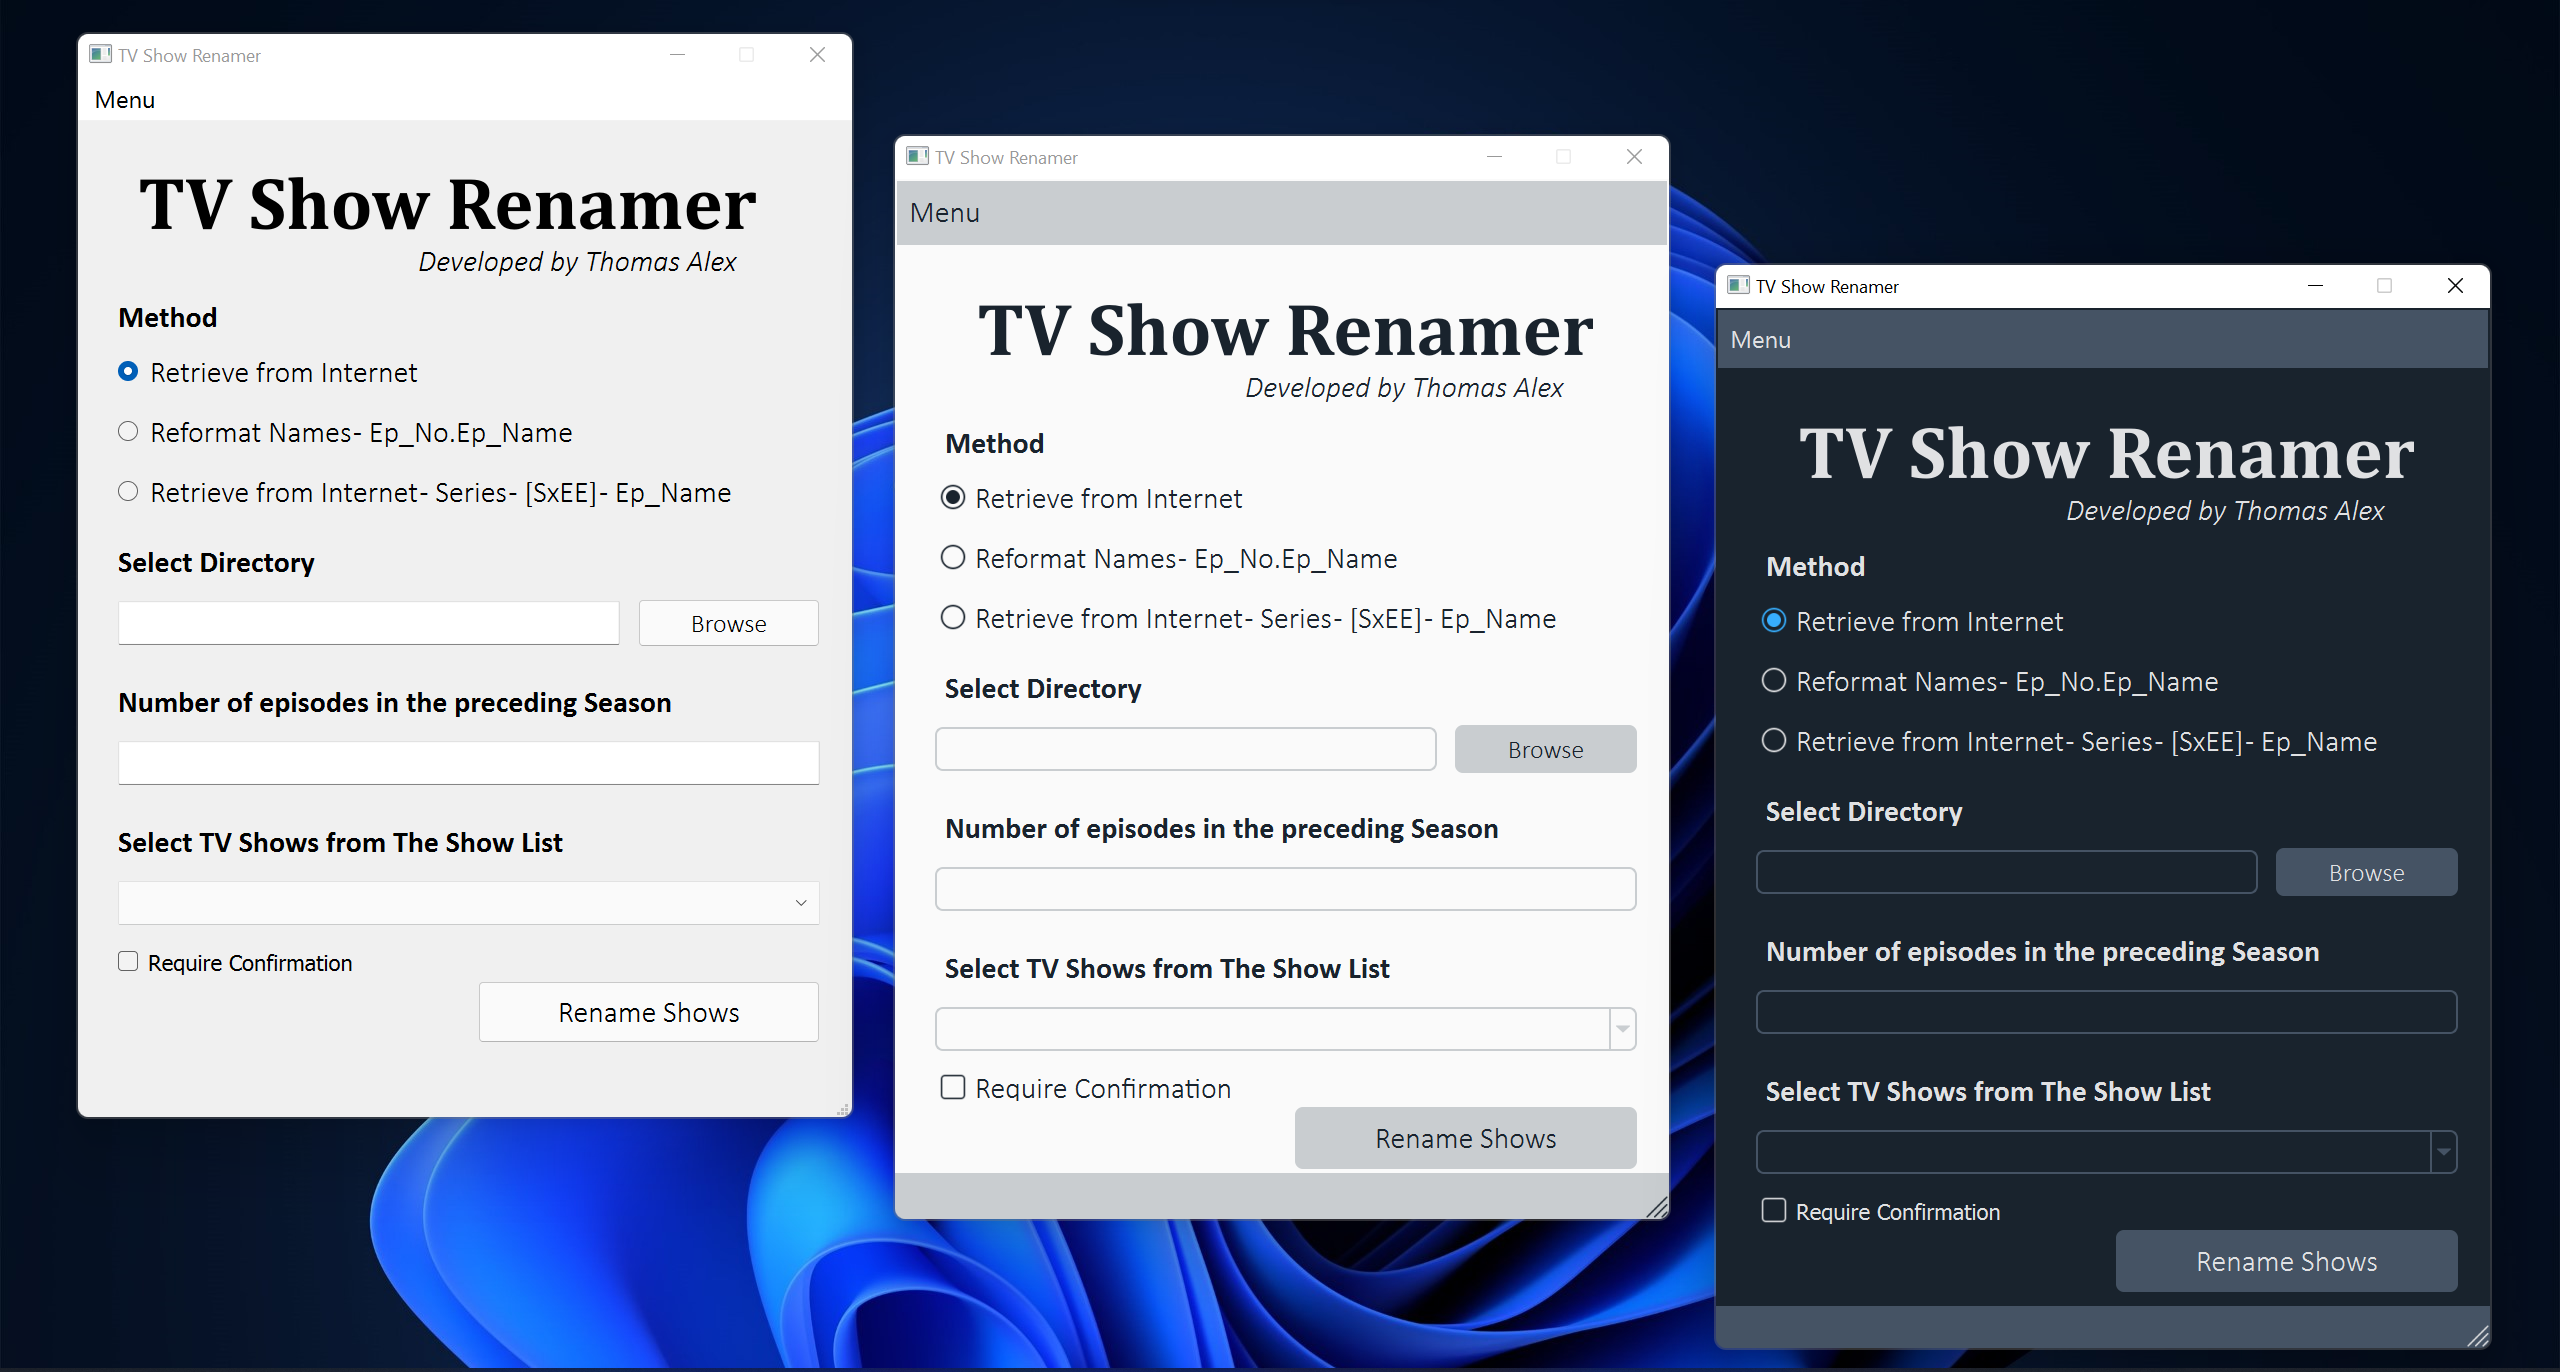 TV Show Renamer
Menu
TV Show Renamer
Developed by Thomas Alex
Method
Retrieve from Internet
Reformat Names- Ep_No.Ep_Name
Retrieve from Internet- Series- [SxEE]- Ep_Name
Select Directory
Browse
Number of episodes in the preceding Season
Select TV Shows from The Show List
Require Confirmation
Rename Shows
TV Show Renamer
Menu
TV Show Renamer
Developed by Thomas Alex
Method
Retrieve from Internet
Reformat Names- Ep_No.Ep_Name
Retrieve from Internet- Series- [SxEE]- Ep_Name
Select Directory
Browse
Number of episodes in the preceding Season
Select TV Shows from The Show List
Require Confirmation
Rename Shows
TV Show Renamer
Menu
TV Show Renamer
Developed by Thomas Alex
Method
Retrieve from Internet
Reformat Names- Ep_No.Ep_Name
Retrieve from Internet- Series- [SxEE]- Ep_Name
Select Directory
Browse
Number of episodes in the preceding Season
Select TV Shows from The Show List
Require Confirmation
Rename Shows